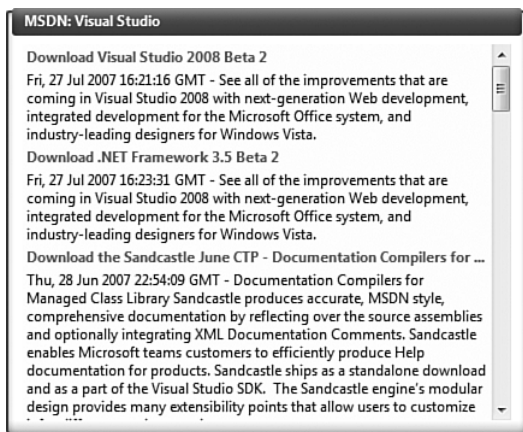 MSDN: Visual Studio
Download Visual Studio 2008 Beta 2
Fri, 27 Jul 2007 16:21:16 GMT - See all of the improvements that are
coming in Visual Studio 2008 with next-generation Web development,
integrated development for the Microsoft Office system, and
industry-leading designers for Windows Vista.
Download .NET Framework 3.5 Beta 2
Fri, 27 Jul 2007 16:23:31 GMT - See all of the improvements that are
coming in Visual Studio 2008 with next-generation Web development,
integrated development for the Microsoft Office system, and
industry-leading designers for Windows Vista.
Download the Sandcastle June CTP - Documentation Compilers for ...
Thu, 28 Jun 2007 22:54:09 GMT - Documentation Compilers for
Managed Class Library Sandcastle produces accurate, MSDN style,
comprehensive documentation by reflecting over the source assemblies
and optionally integrating XML Documentation Comments. Sandcastle
enables Microsoft teams customers to efficiently produce Help
documentation for products. Sandcastle ships as a standalone download
and as a part of the Visual Studio SDK.  The Sandcastle engine's modular
design provides many extensibility points that allow users to customize